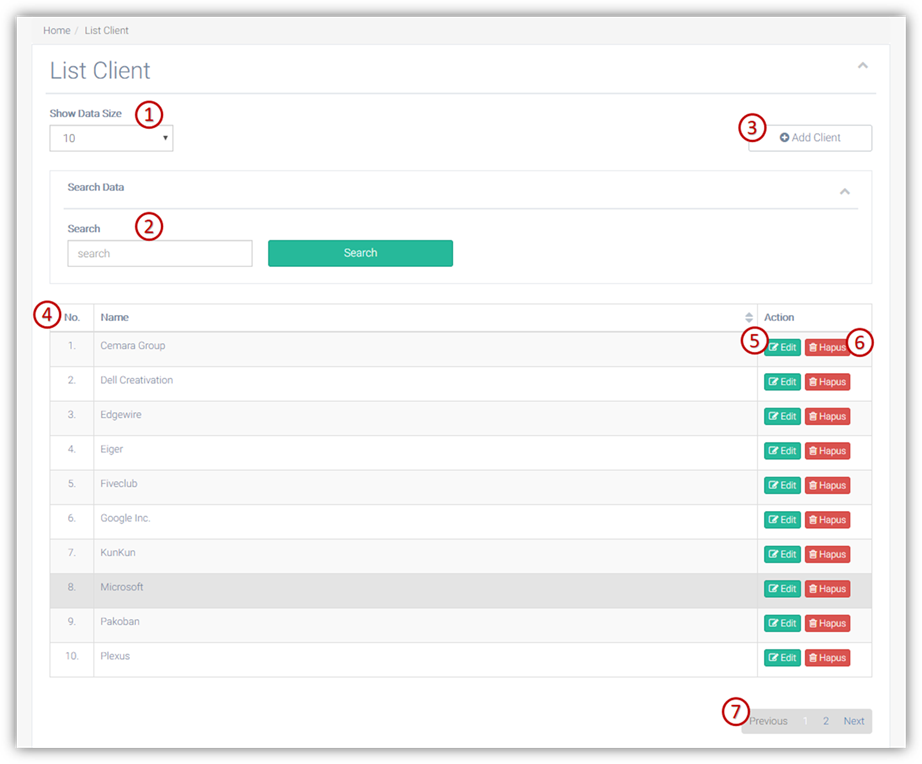 Home / List Client
List Client
Show Data Size 1
10
3 Add Client
Search Data
Search 2
search Search
4 No. Name Action
1. Cemara Group 5 Edit Hapus 6
2. Dell Creativation Edit Hapus
3. Edgewire Edit Hapus
4. Eiger Edit Hapus
5. Fiveclub Edit Hapus
6. Google Inc. Edit Hapus
7. KunKun Edit Hapus
8. Microsoft Edit Hapus
9. Pakoban Edit Hapus
10. Plexus Edit Hapus
7 Previous 1 2 Next